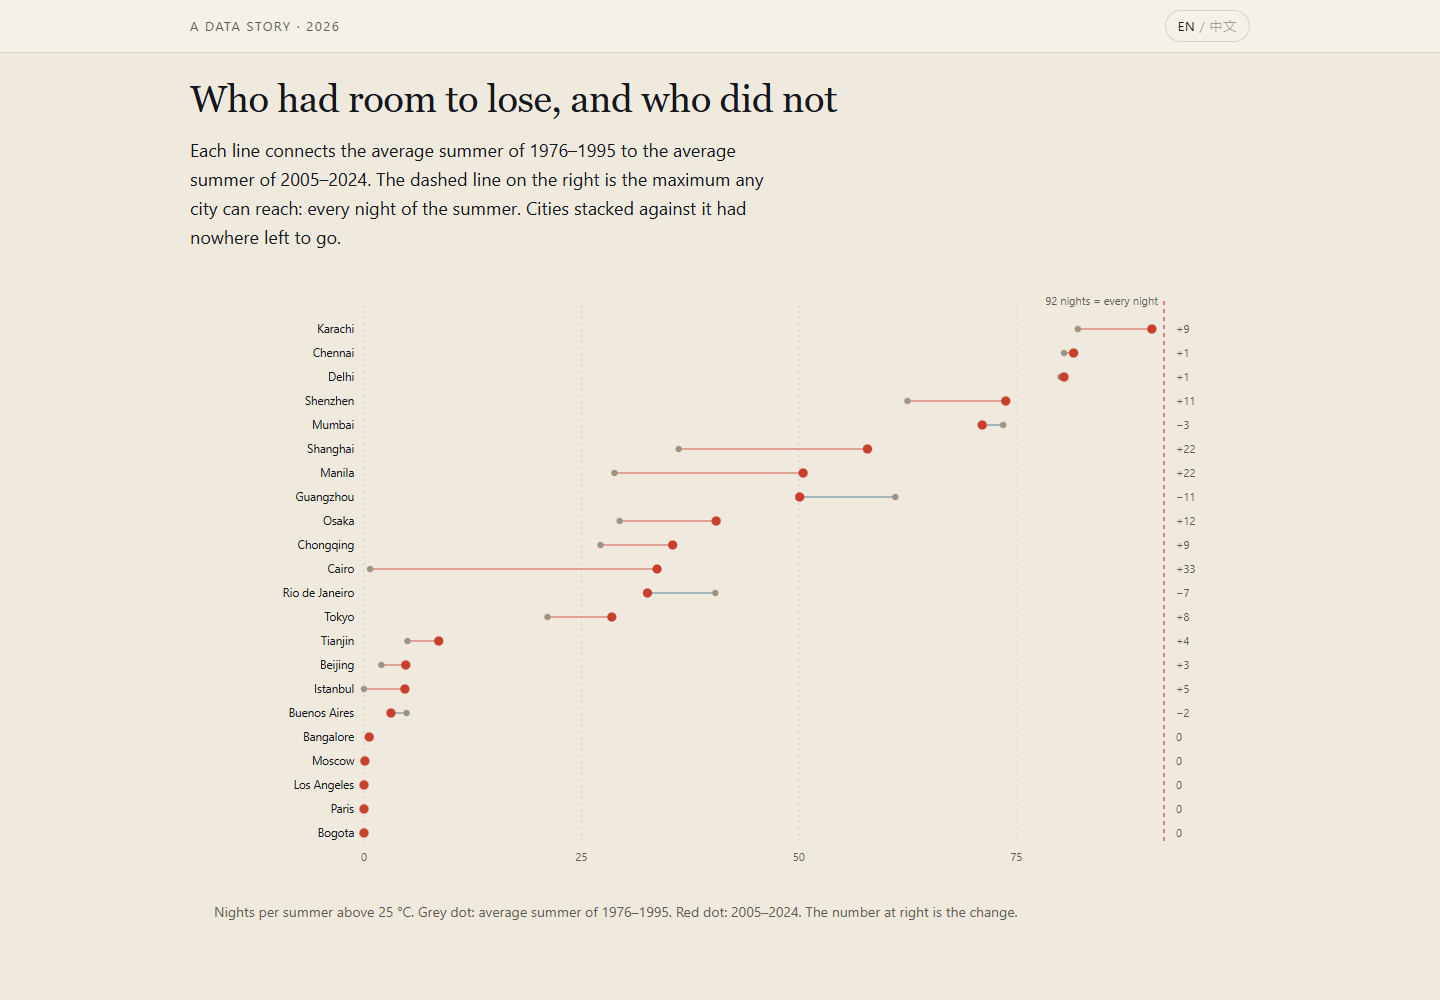 A DATA STORY · 2026
EN / 中文
Who had room to lose, and who did not
Each line connects the average summer of 1976–1995 to the average
summer of 2005–2024. The dashed line on the right is the maximum any
city can reach: every night of the summer. Cities stacked against it had
nowhere left to go.
92 nights = every night
Karachi +9
Chennai +1
Delhi +1
Shenzhen +11
Mumbai −3
Shanghai +22
Manila +22
Guangzhou −11
Osaka +12
Chongqing +9
Cairo +33
Rio de Janeiro −7
Tokyo +8
Tianjin +4
Beijing +3
Istanbul +5
Buenos Aires −2
Bangalore 0
Moscow 0
Los Angeles 0
Paris 0
Bogota 0
0 25 50 75
Nights per summer above 25 °C. Grey dot: average summer of 1976–1995. Red dot: 2005–2024. The number at right is the change.